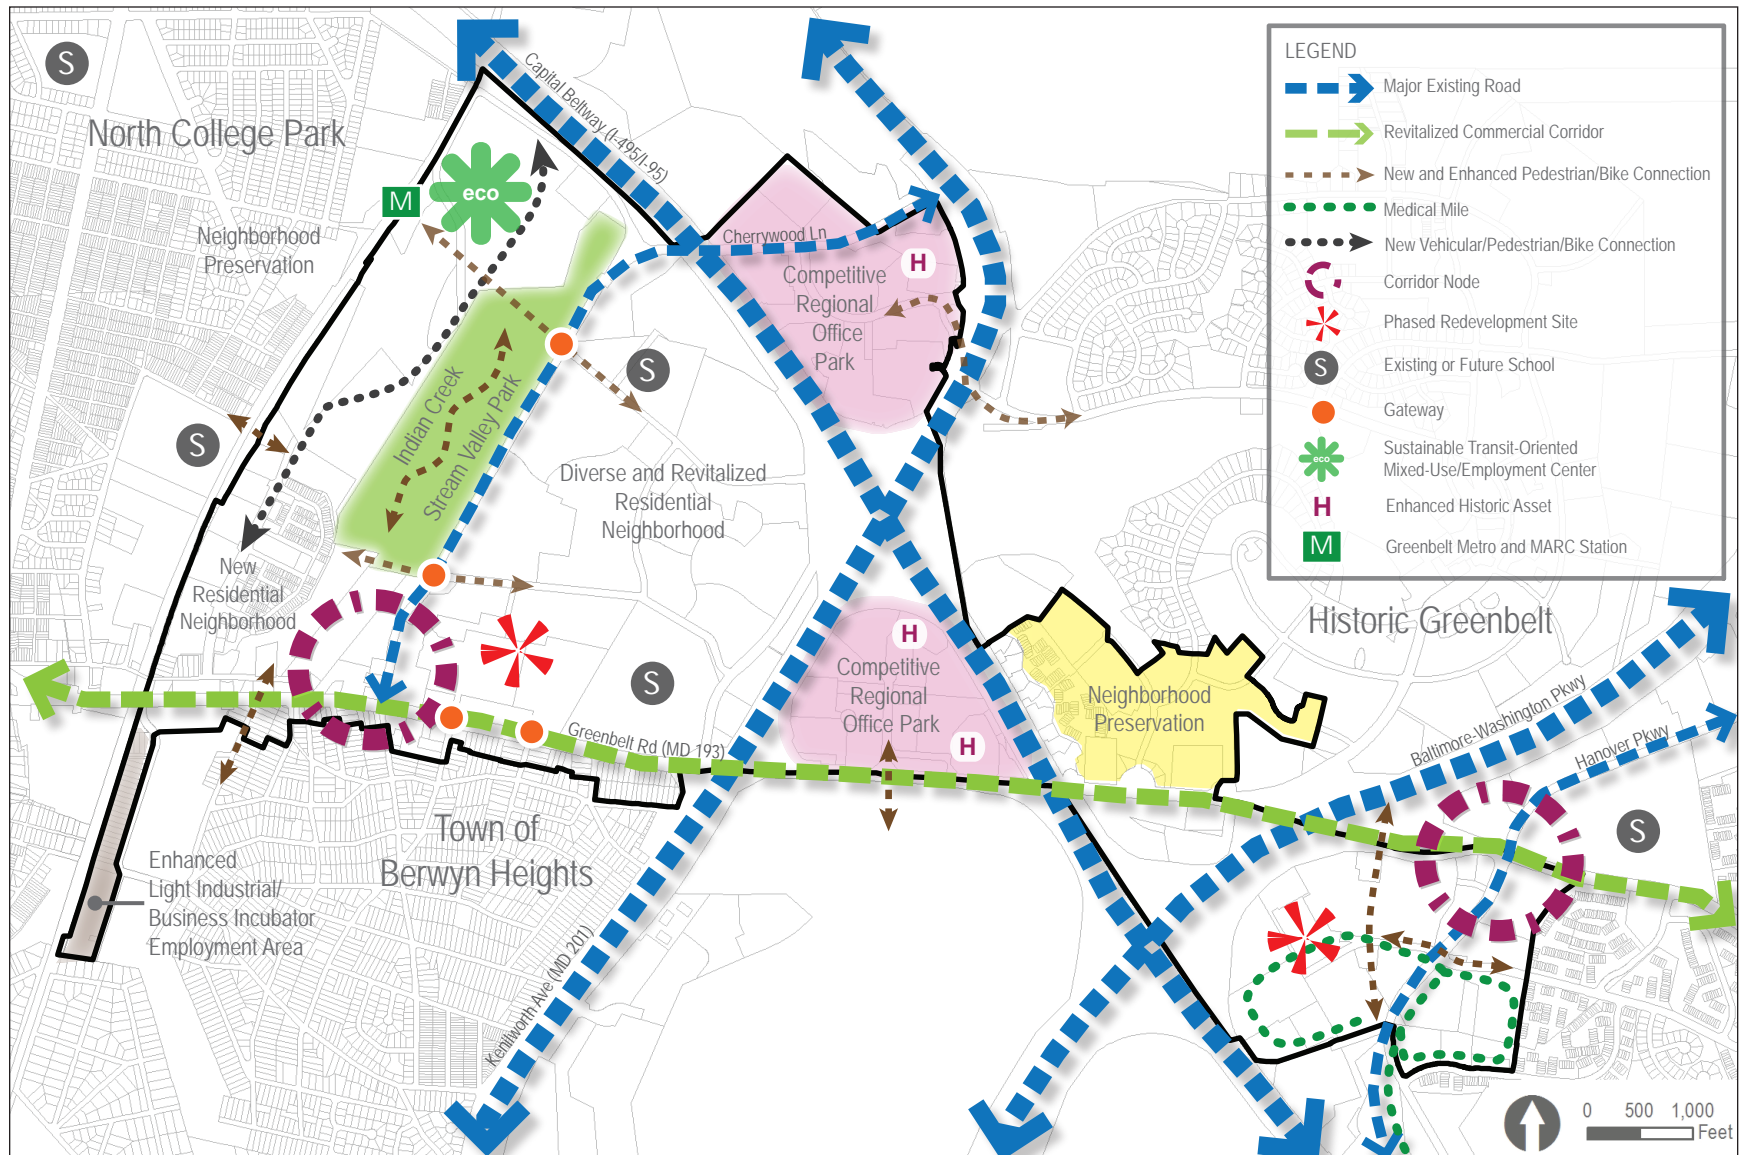 S
North College Park
M
eco
Neighborhood
Preservation
Capital Beltway (I-495/I-95)
Cherrywood Ln
H
Competitive
Regional
Office
Park
S
S
Indian Creek
Stream Valley Park
Diverse and Revitalized
Residential
Neighborhood
New
Residential
Neighborhood
S
H
Competitive
Regional
Office Park
H
Neighborhood
Preservation
Historic Greenbelt
Greenbelt Rd (MD 193)
Baltimore-Washington Pkwy
Hanover Pkwy
S
Town of
Berwyn Heights
Enhanced
Light Industrial/
Business Incubator
Employment Area
Kenilworth Ave (MD 201)
LEGEND
Major Existing Road
Revitalized Commercial Corridor
New and Enhanced Pedestrian/Bike Connection
Medical Mile
New Vehicular/Pedestrian/Bike Connection
Corridor Node
Phased Redevelopment Site
S Existing or Future School
Gateway
eco Sustainable Transit-Oriented
Mixed-Use/Employment Center
H Enhanced Historic Asset
M Greenbelt Metro and MARC Station
0 500 1,000
Feet